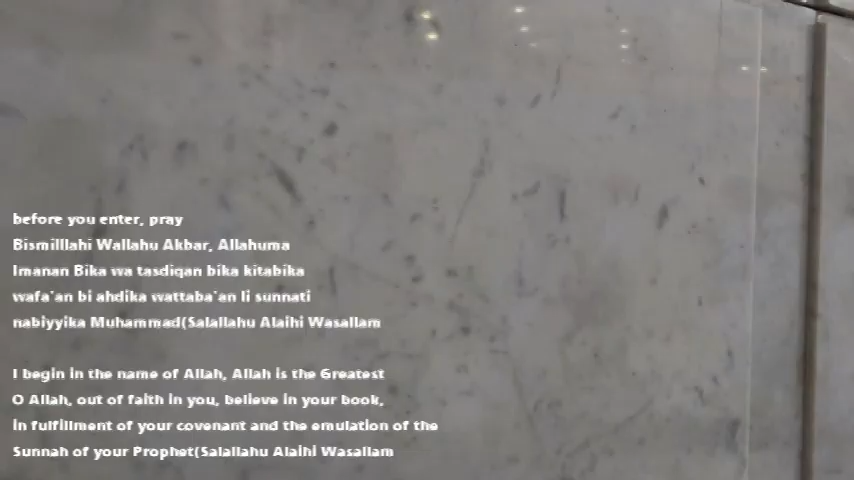 before you enter, pray
Bismilllahi Wallahu Akbar, Allahuma
Imanan Bika wa tasdiqan bika kitabika
wafa'an bi ahdika wattaba'an li sunnati
nabiyyika Muhammad(Salallahu Alaihi Wasallam
I begin in the name of Allah, Allah is the Greatest
O Allah, out of faith in you, believe in your book,
in fulfillment of your covenant and the emulation of the
Sunnah of your Prophet(Salallahu Alaihi Wasallam